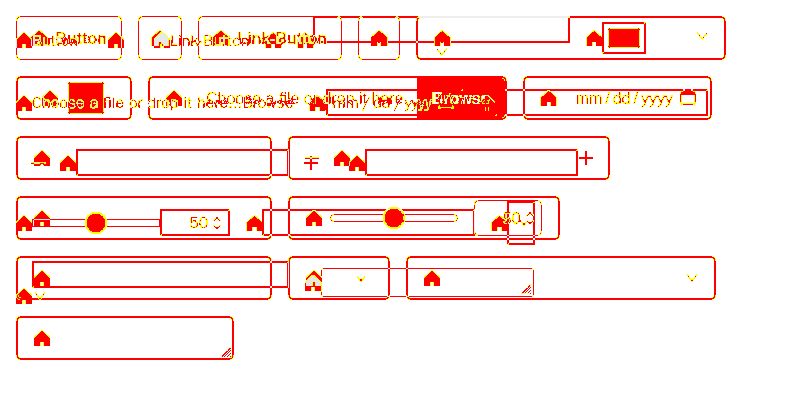 Button Link-Button
Button Link-Button
Choose a file or drop it here... Browse mm / dd / yyyy
Choose a file or drop it here... Browse mm / dd / yyyy
50 50